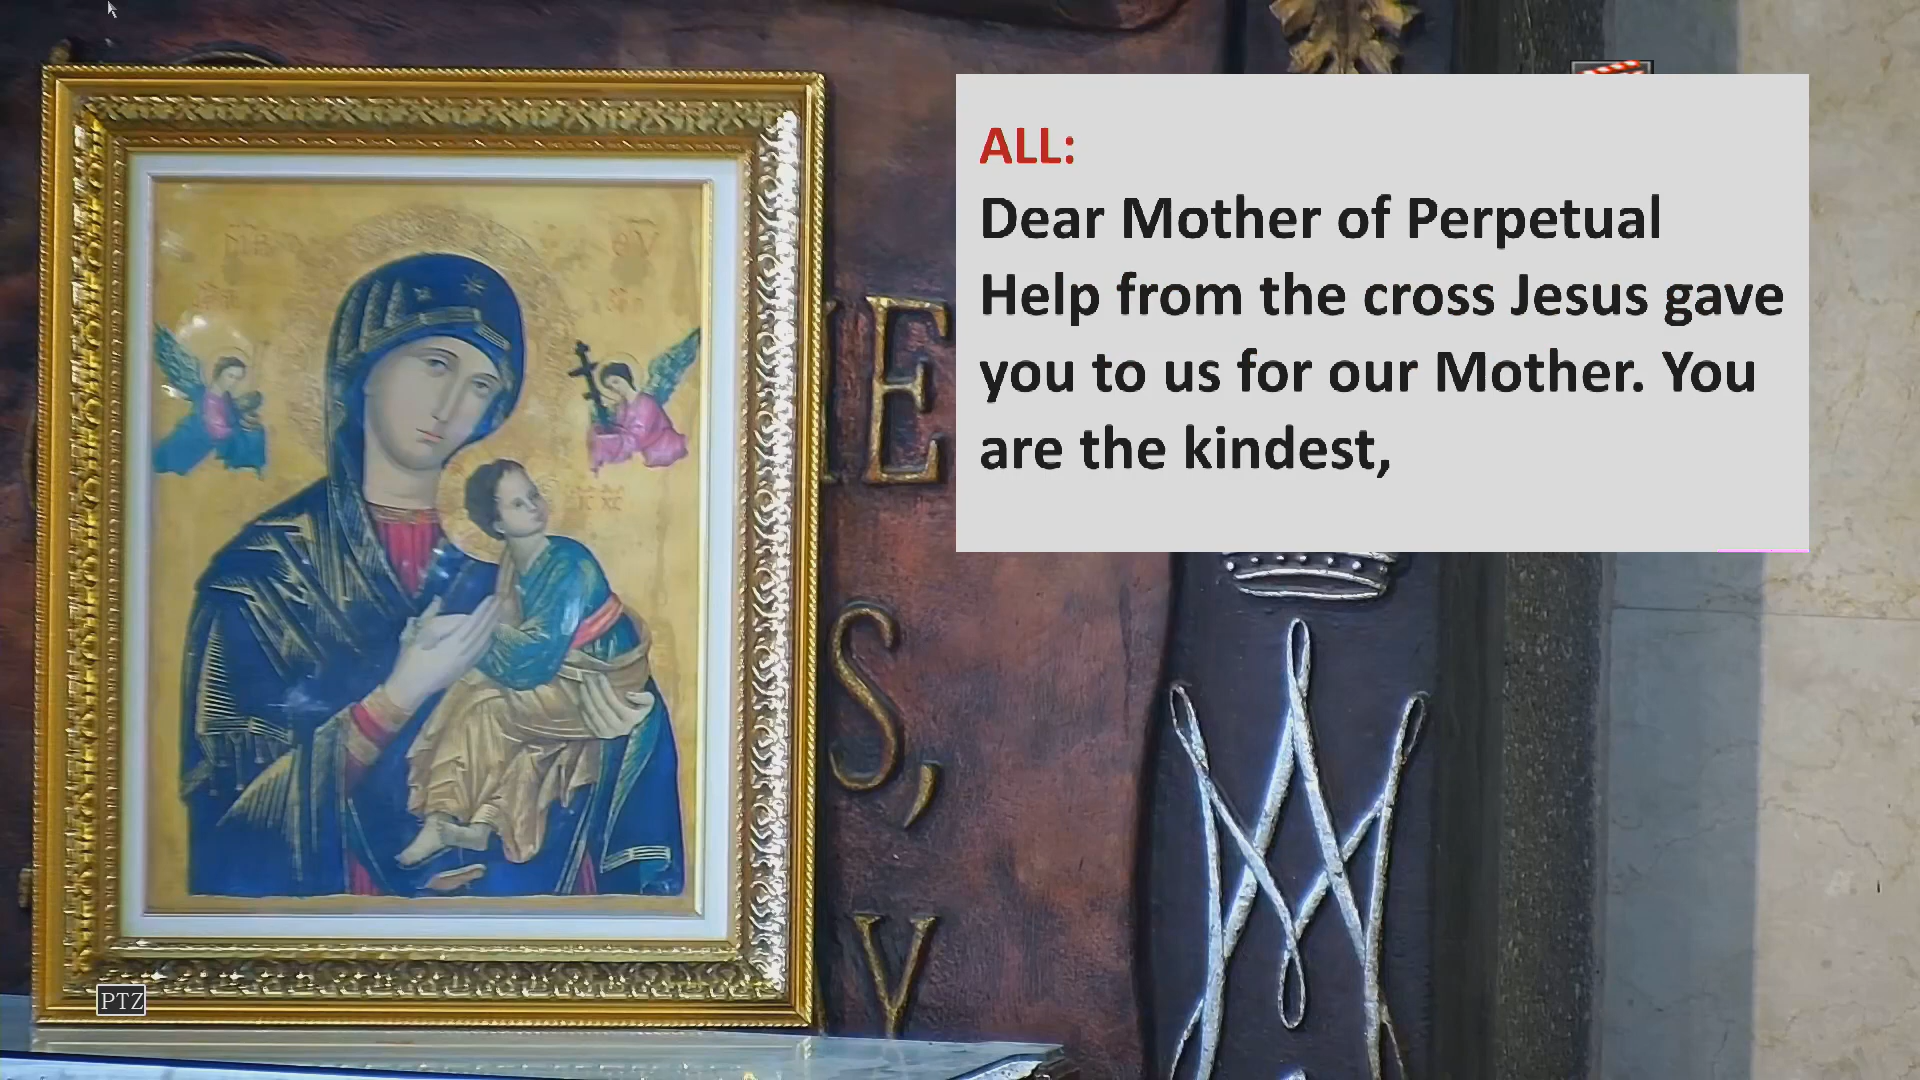 ALL:
Dear Mother of Perpetual
Help from the cross Jesus gave
you to us for our Mother. You
are the kindest,
E
S,
Y
PTZ